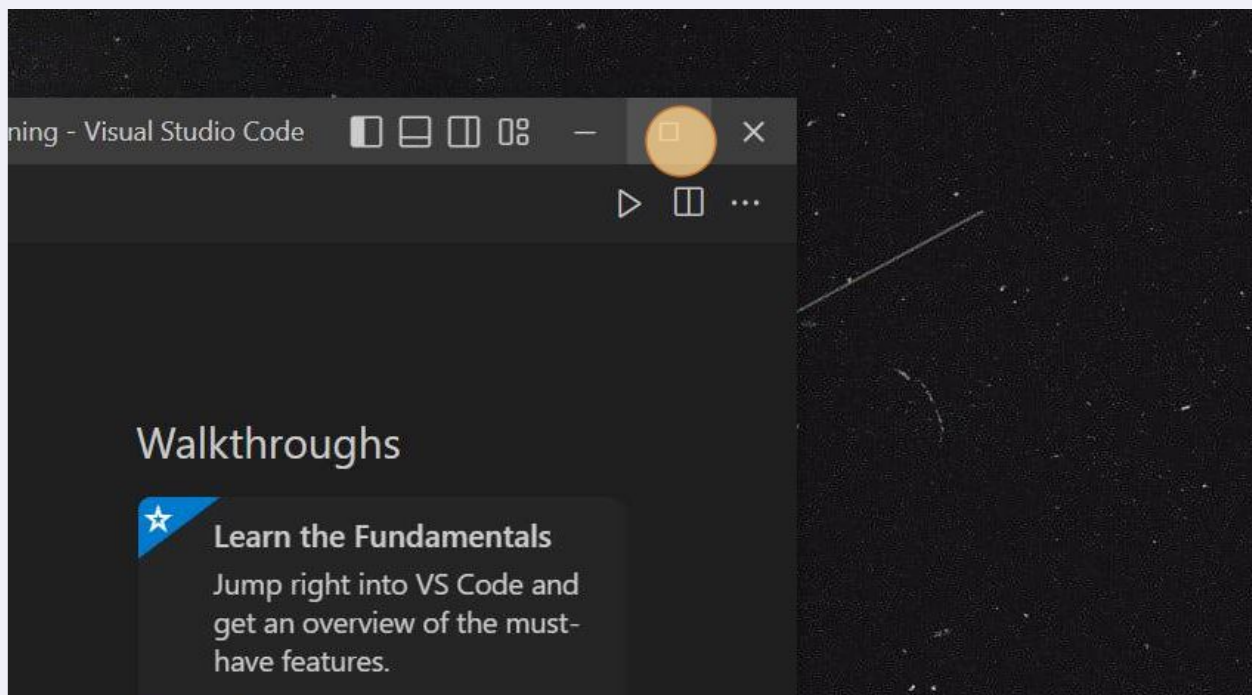 ning - Visual Studio Code
Walkthroughs
Learn the Fundamentals
Jump right into VS Code and
get an overview of the must-
have features.